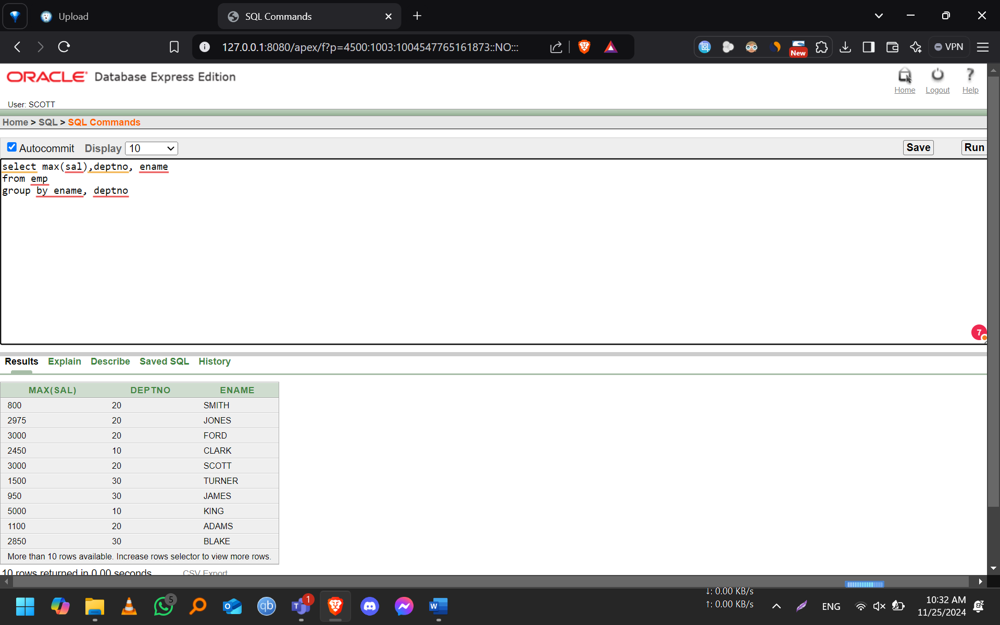 Upload
SQL Commands
127.0.0.1:8080/apex/f?p=4500:1003:1004547765161873::NO:::
New
VPN
ORACLE Database Express Edition
Home
Logout
Help
User: SCOTT
Home > SQL > SQL Commands
Autocommit
Display
10
Save
Run
select max(sal),deptno, ename
from emp
group by ename, deptno
7
Results
Explain
Describe
Saved SQL
History
MAX(SAL) DEPTNO ENAME
800 20 SMITH
2975 20 JONES
3000 20 FORD
2450 10 CLARK
3000 20 SCOTT
1500 30 TURNER
950 30 JAMES
5000 10 KING
1100 20 ADAMS
2850 30 BLAKE
More than 10 rows available. Increase rows selector to view more rows.
10 rows returned in 0.00 seconds
CSV Export
5
qb
1
↓: 0.00 KB/s
↑: 0.00 KB/s
ENG
10:32 AM
11/25/2024